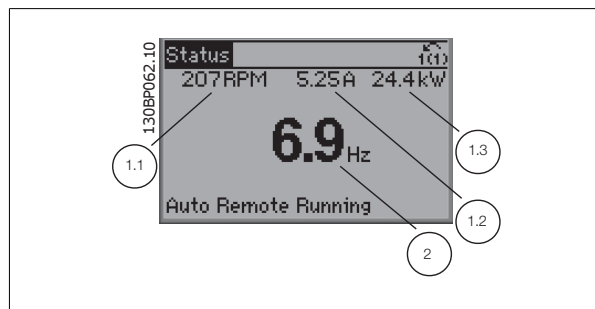 130BP062.10
Status
1(1)
207RPM 5.25A 24.4kW
6.9Hz
Auto Remote Running
1.1
1.3
1.2
2